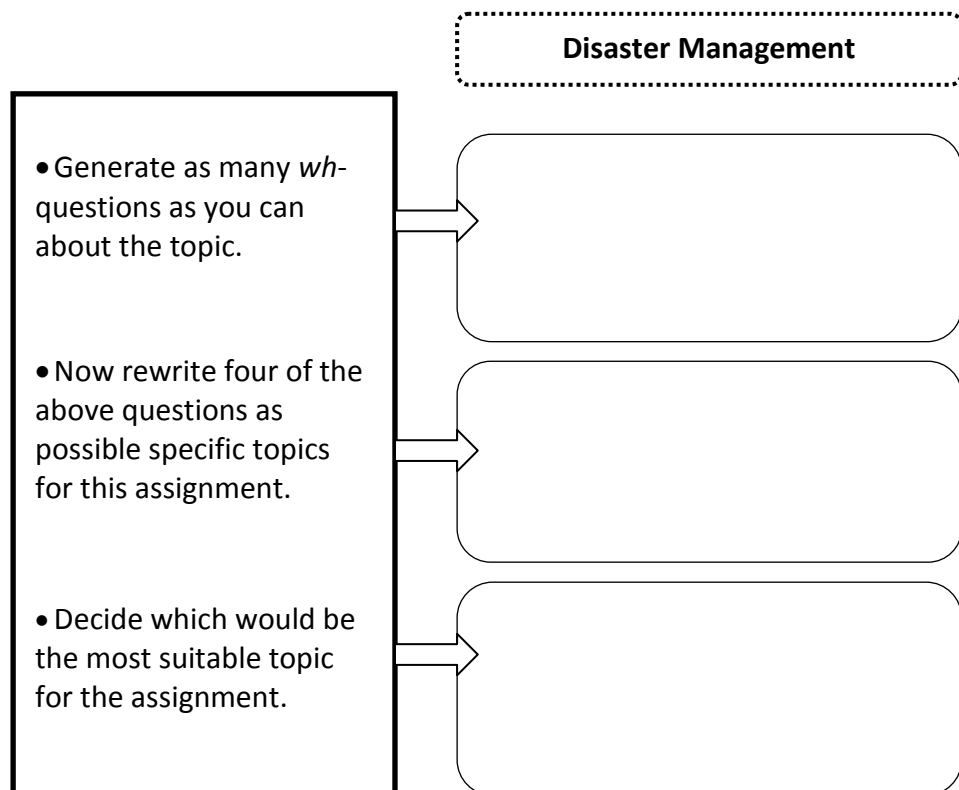 Disaster Management
• Generate as many wh-
questions as you can
about the topic.
• Now rewrite four of the
above questions as
possible specific topics
for this assignment.
• Decide which would be
the most suitable topic
for the assignment.